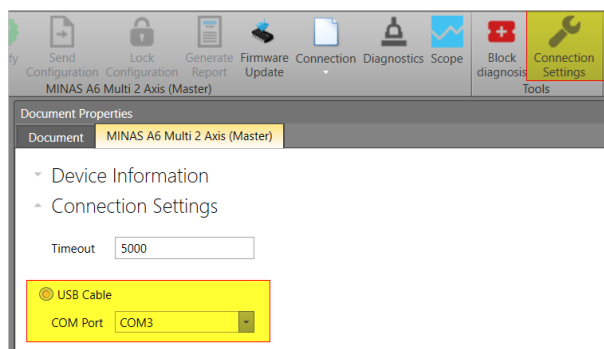 Send Lock Generate Firmware Connection Diagnostics Scope Block Connection
Configuration Configuration Report Update diagnosis Settings
MINAS A6 Multi 2 Axis (Master) Tools
Document Properties
Document MINAS A6 Multi 2 Axis (Master)
Device Information
Connection Settings
Timeout 5000
USB Cable
COM Port COM3